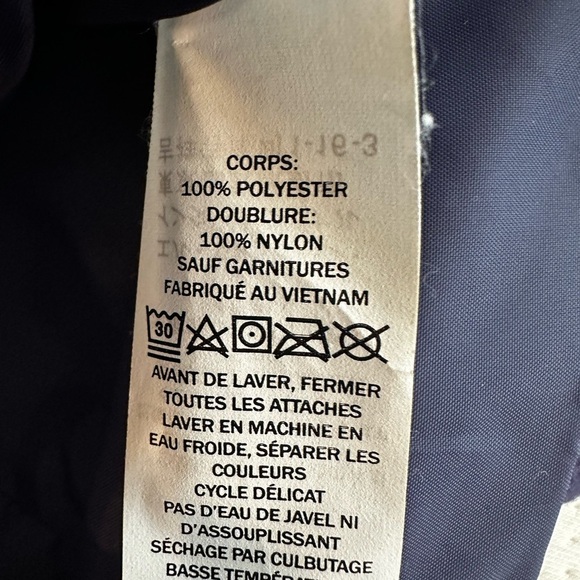 CORPS:
100% POLYESTER
DOUBLURE:
100% NYLON
SAUF GARNITURES
FABRIQUÉ AU VIETNAM
30
AVANT DE LAVER, FERMER
TOUTES LES ATTACHES
LAVER EN MACHINE EN
EAU FROIDE, SÉPARER LES
COULEURS
CYCLE DÉLICAT
PAS D'EAU DE JAVEL NI
D'ASSOUPLISSANT
SÉCHAGE PAR CULBUTAGE
BASSE